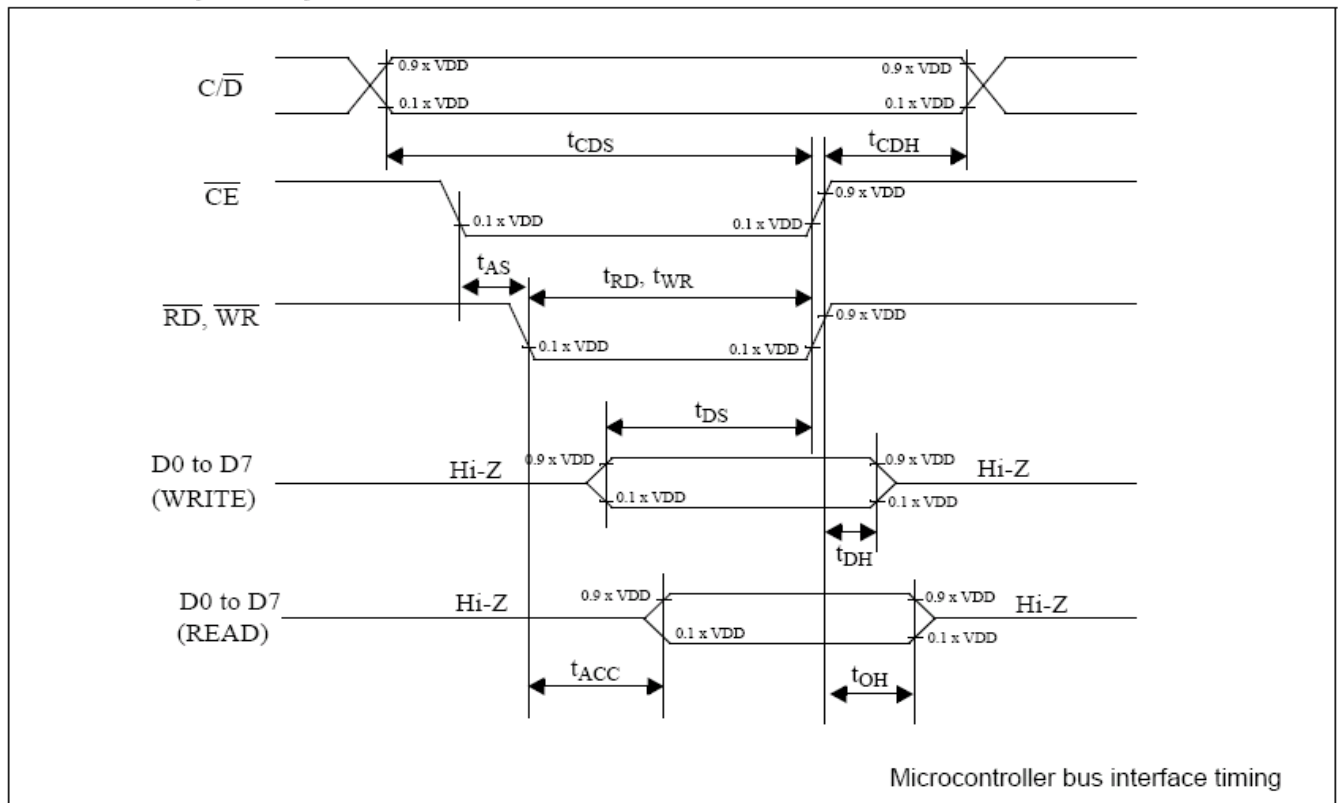 C/D̅
0.9 x VDD
0.9 x VDD
0.1 x VDD
0.1 x VDD
tCDS
tCDH
C̅E̅
0.9 x VDD
0.1 x VDD
0.1 x VDD
tAS
tRD, tWR
R̅D̅, W̅R̅
0.9 x VDD
0.1 x VDD
0.1 x VDD
tDS
D0 to D7
(WRITE)
Hi-Z
0.9 x VDD
0.9 x VDD
Hi-Z
0.1 x VDD
0.1 x VDD
tDH
D0 to D7
(READ)
Hi-Z
0.9 x VDD
0.9 x VDD
Hi-Z
0.1 x VDD
0.1 x VDD
tACC
tOH
Microcontroller bus interface timing